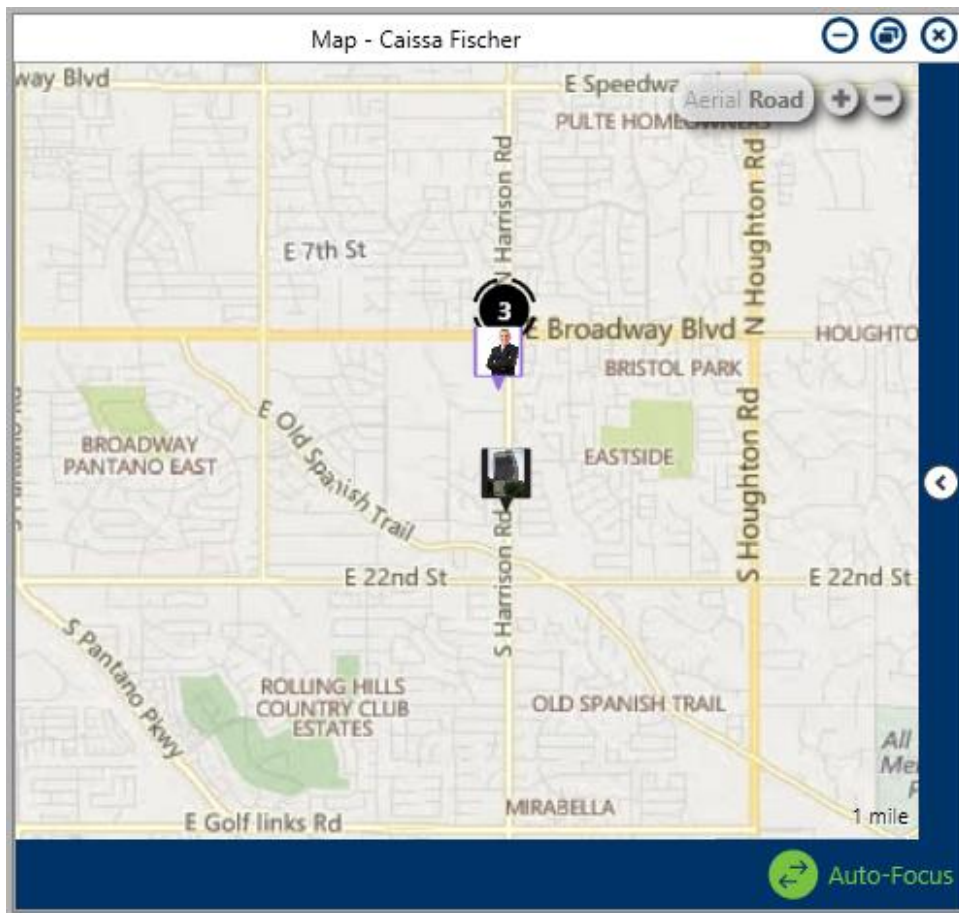 Map - Caissa Fischer
way Blvd
E Speedwa
Aerial Road
PULTE HOMEOWNERS
N Harrison Rd
N Houghton Rd
E 7th St
3
E Broadway Blvd
HOUGHTO
BRISTOL PARK
BROADWAY
PANTANO EAST
E Old Spanish Trail
EASTSIDE
S Houghton Rd
S Harrison Rd
E 22nd St
E 22nd St
S Pantano Pkwy
ROLLING HILLS
COUNTRY CLUB
ESTATES
OLD SPANISH TRAIL
All
Me
MIRABELLA
1 mile
E Golf links Rd
Auto-Focus